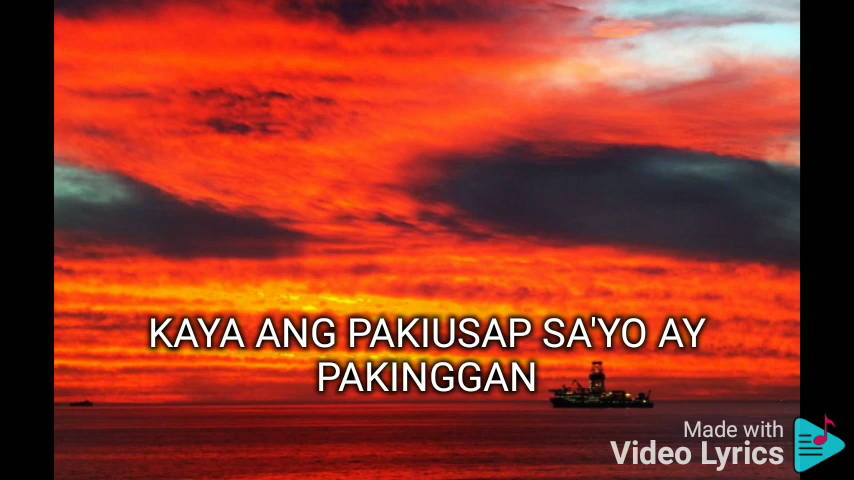 KAYA ANG PAKIUSAP SA'YO AY
PAKINGGAN
Made with
Video Lyrics